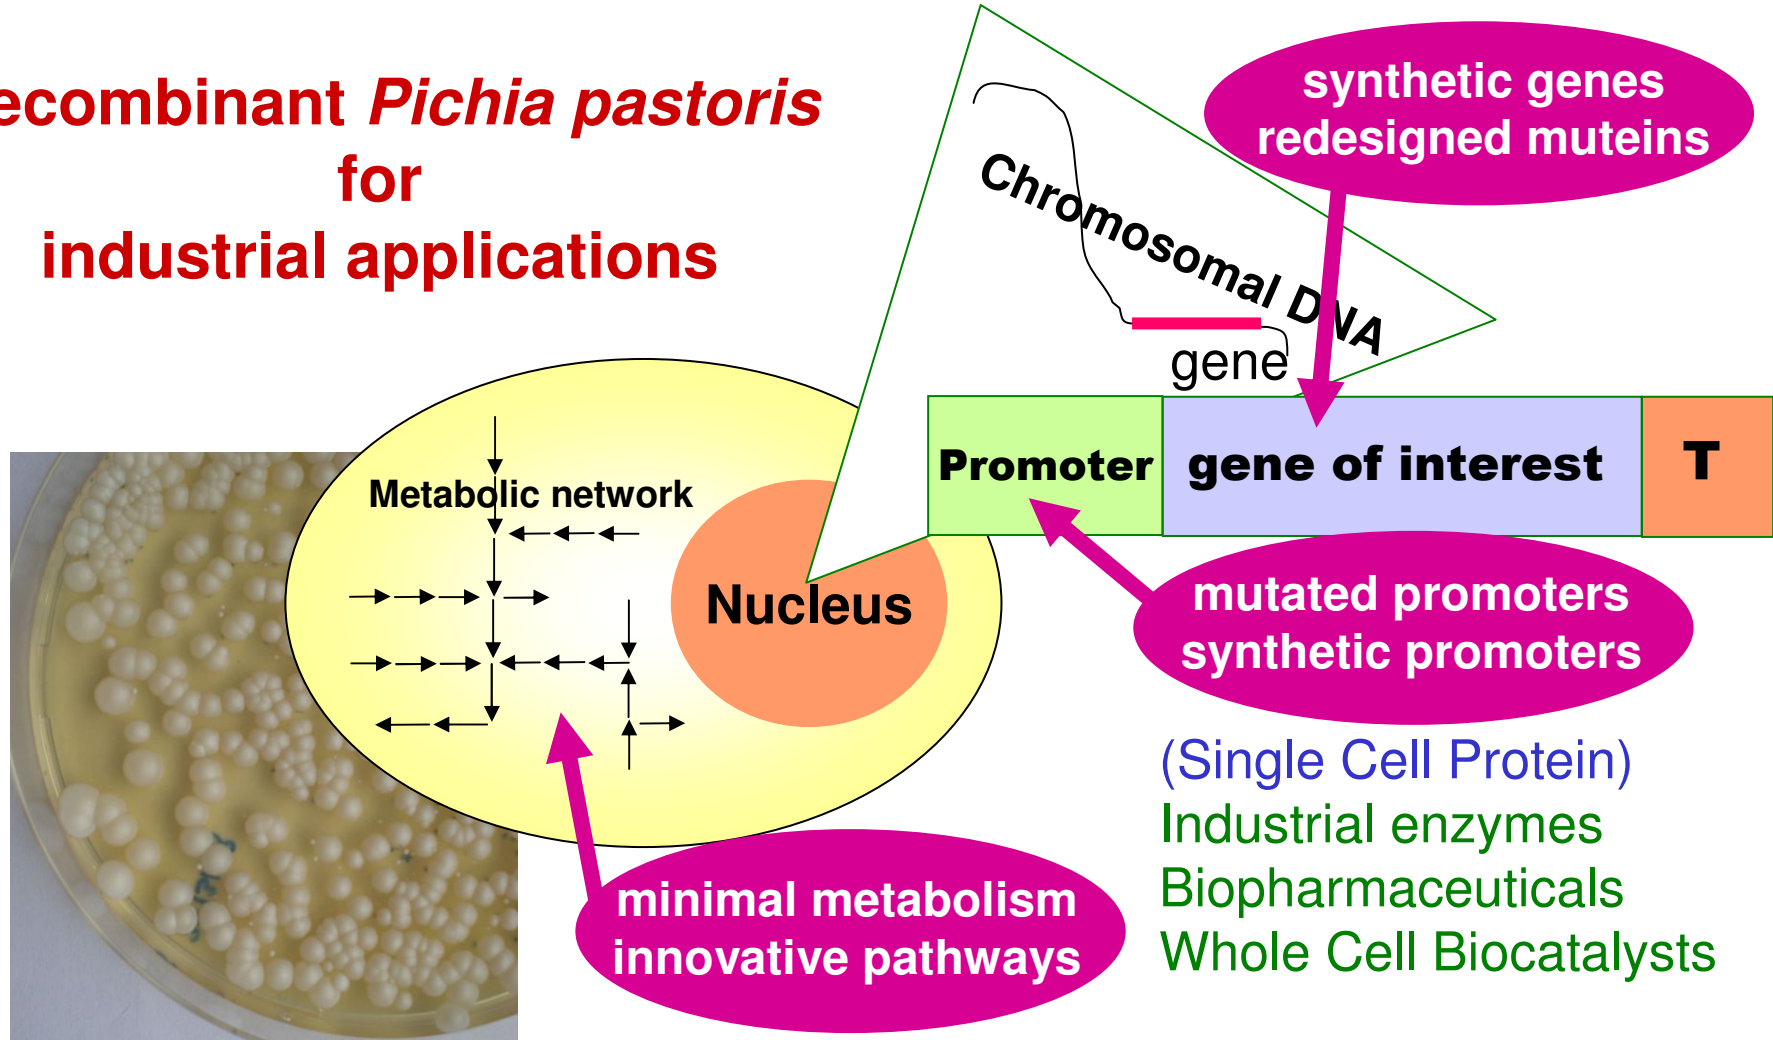 ecombinant Pichia pastoris
for
industrial applications
synthetic genes
redesigned muteins
Chromosomal DNA
gene
Promoter
gene of interest
T
Metabolic network
Nucleus
mutated promoters
synthetic promoters
minimal metabolism
innovative pathways
(Single Cell Protein)
Industrial enzymes
Biopharmaceuticals
Whole Cell Biocatalysts